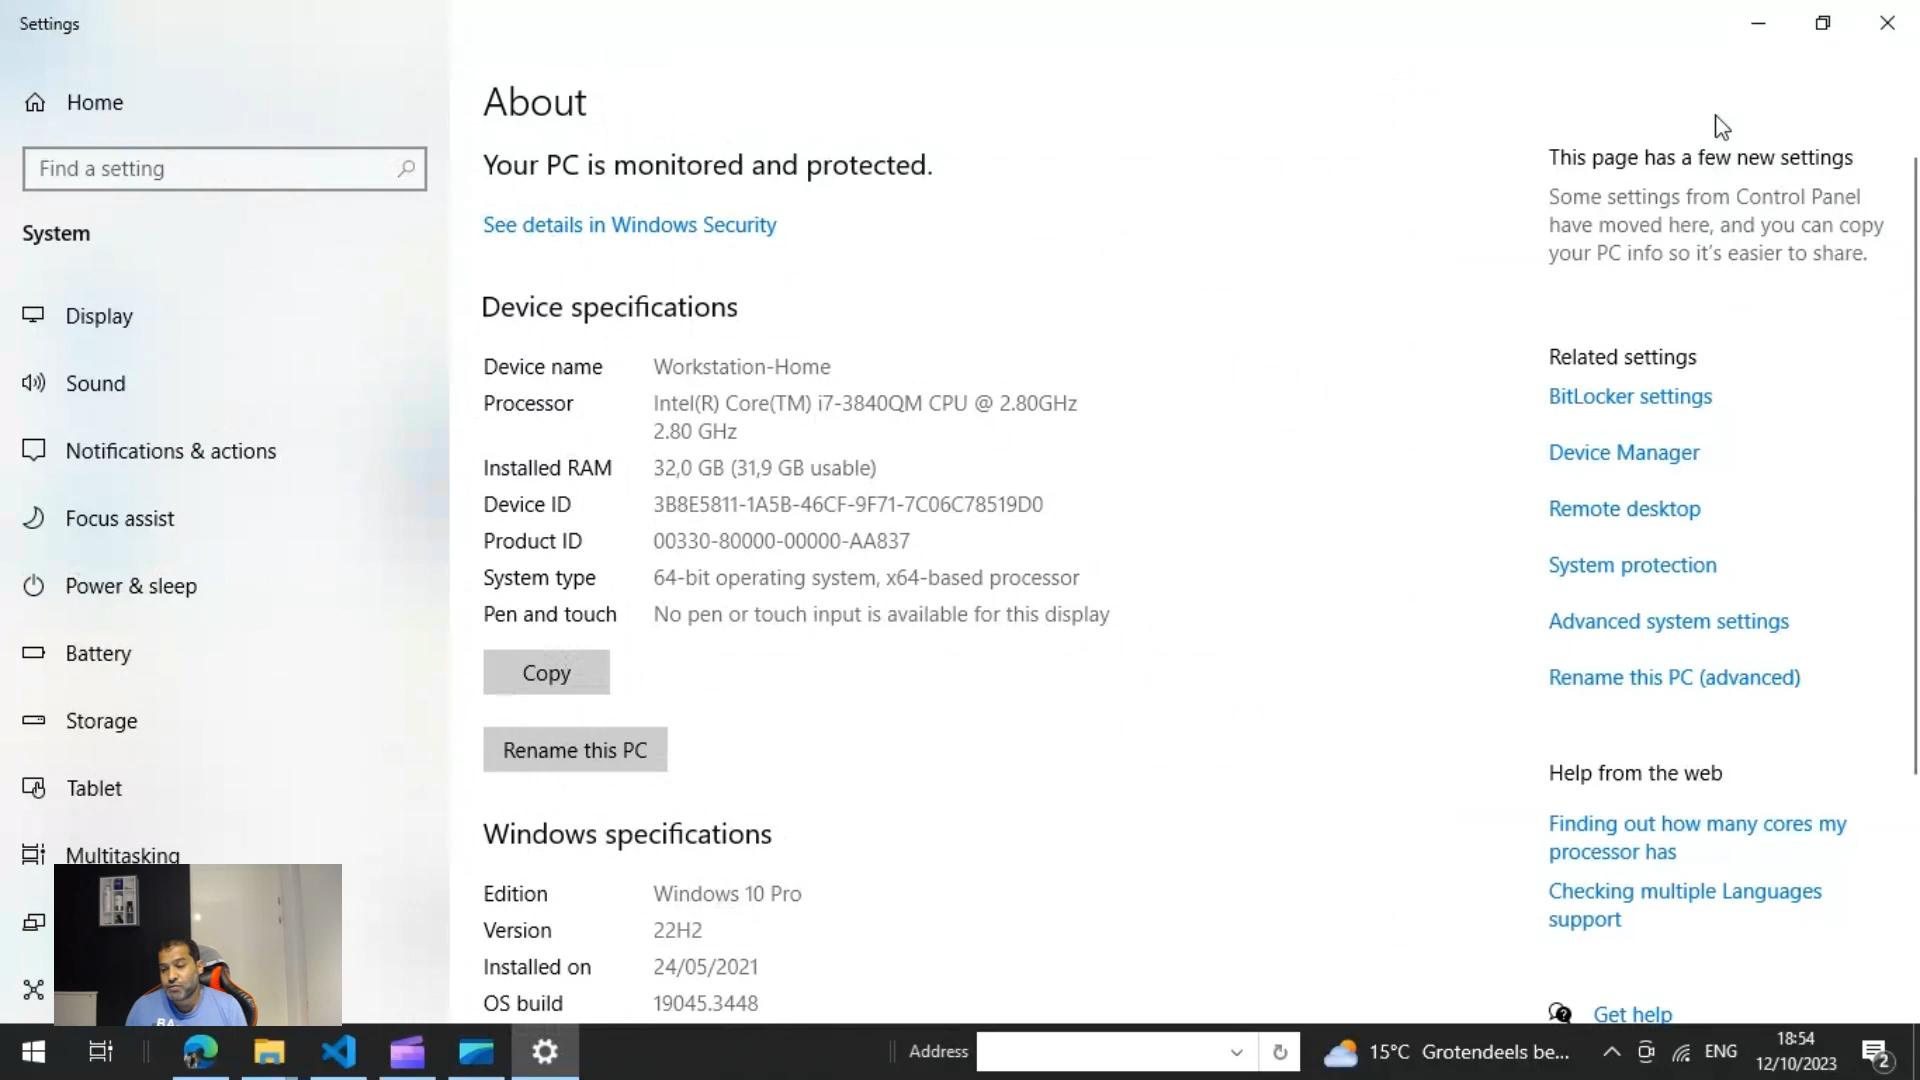 Settings
Home
Find a setting
System
Display
Sound
Notifications & actions
Focus assist
Power & sleep
Battery
Storage
Tablet
Multitasking
About
Your PC is monitored and protected.
See details in Windows Security
Device specifications
Device name Workstation-Home
Processor Intel(R) Core(TM) i7-3840QM CPU @ 2.80GHz
2.80 GHz
Installed RAM 32,0 GB (31,9 GB usable)
Device ID 3B8E5811-1A5B-46CF-9F71-7C06C78519D0
Product ID 00330-80000-00000-AA837
System type 64-bit operating system, x64-based processor
Pen and touch No pen or touch input is available for this display
Copy
Rename this PC
Windows specifications
Edition Windows 10 Pro
Version 22H2
Installed on 24/05/2021
OS build 19045.3448
This page has a few new settings
Some settings from Control Panel
have moved here, and you can copy
your PC info so it's easier to share.
Related settings
BitLocker settings
Device Manager
Remote desktop
System protection
Advanced system settings
Rename this PC (advanced)
Help from the web
Finding out how many cores my
processor has
Checking multiple Languages
support
Get help
BA
Address
15°C Grotendeels be...
ENG
18:54
12/10/2023
2